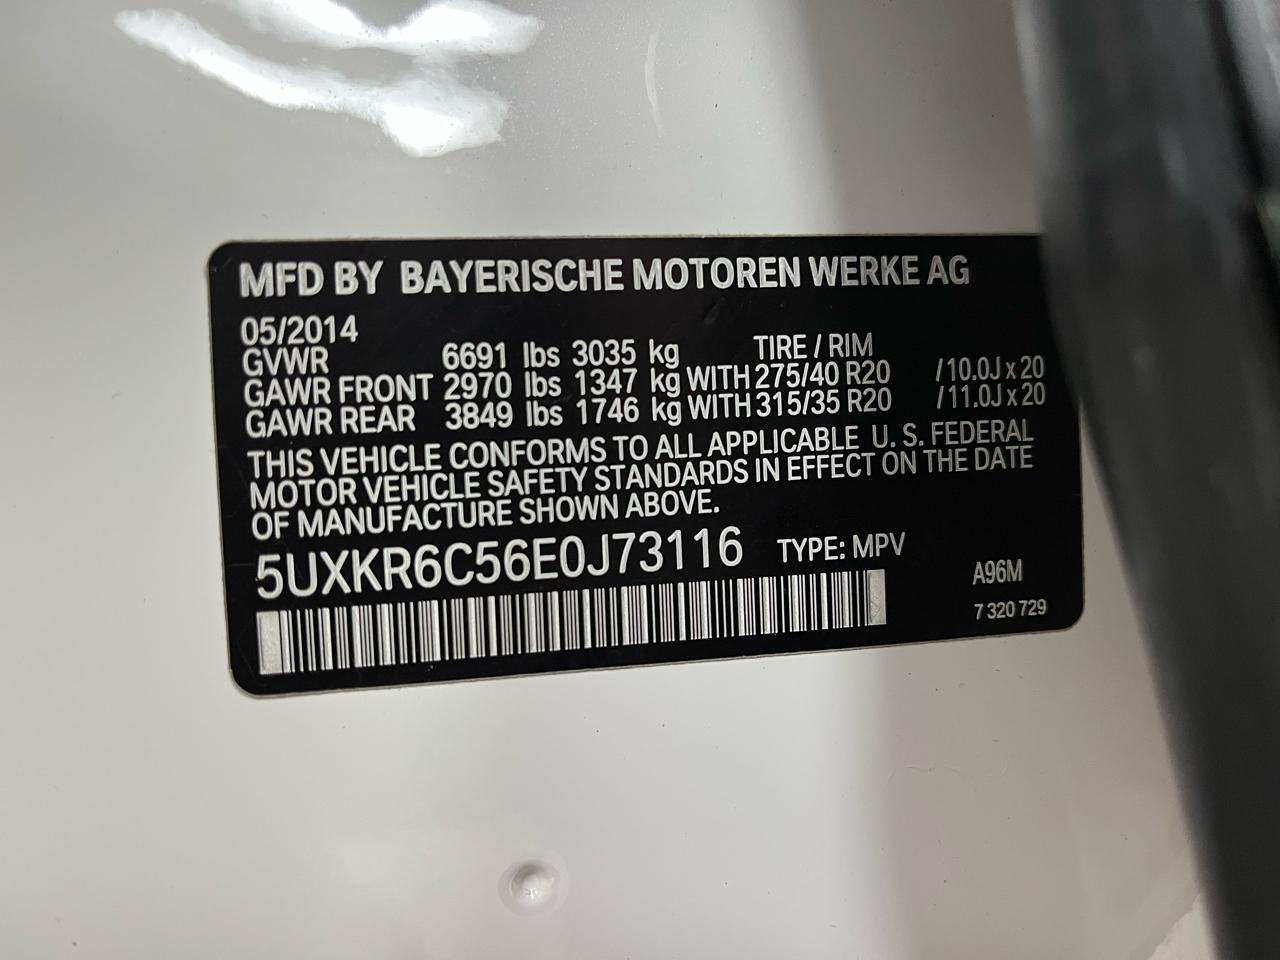 MFD BY BAYERISCHE MOTOREN WERKE AG
05/2014
GVWR 6691 lbs 3035 kg TIRE / RIM
GAWR FRONT 2970 lbs 1347 kg WITH 275/40 R20 / 10.0J x 20
GAWR REAR 3849 lbs 1746 kg WITH 315/35 R20 / 11.0J x 20
THIS VEHICLE CONFORMS TO ALL APPLICABLE U. S. FEDERAL
MOTOR VEHICLE SAFETY STANDARDS IN EFFECT ON THE DATE
OF MANUFACTURE SHOWN ABOVE.
5UXKR6C56E0J73116 TYPE: MPV
A96M
7 320 729